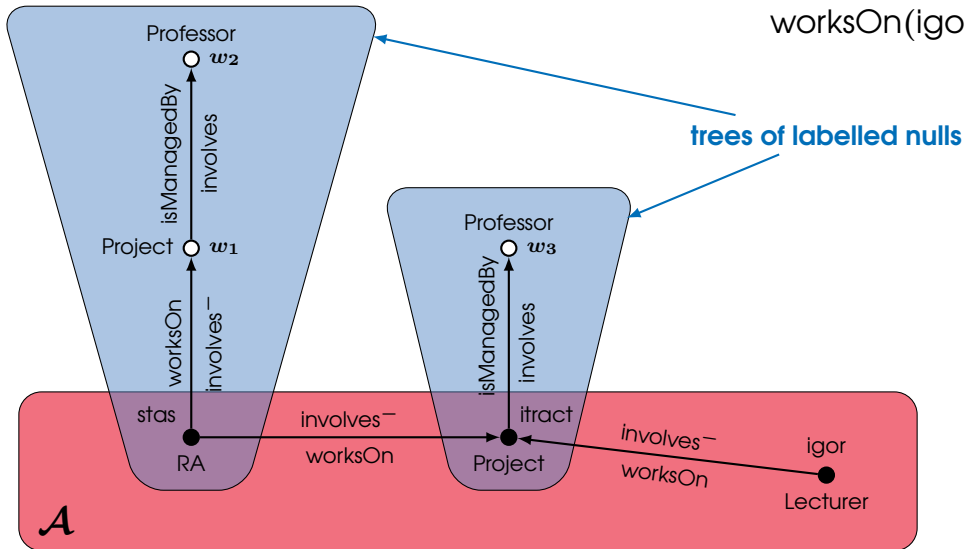 worksOn(igo
Professor
w2
isManagedBy
involves
trees of labelled nulls
Professor
w3
Project
w1
isManagedBy
involves
worksOn
involves⁻
stas
itract
involves⁻
worksOn
involves⁻
worksOn
igor
RA
Project
Lecturer
A